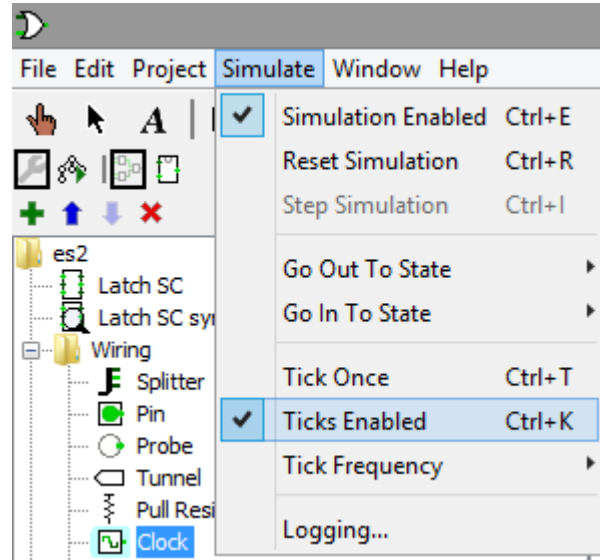 File Edit Project Simulate Window Help
A
Simulation Enabled Ctrl+E
Reset Simulation Ctrl+R
Step Simulation Ctrl+I
Go Out To State
Go In To State
Tick Once Ctrl+T
Ticks Enabled Ctrl+K
Tick Frequency
Logging...
es2
Latch SC
Latch SC
Wiring
Splitter
Pin
Probe
Tunnel
Pull
Clock